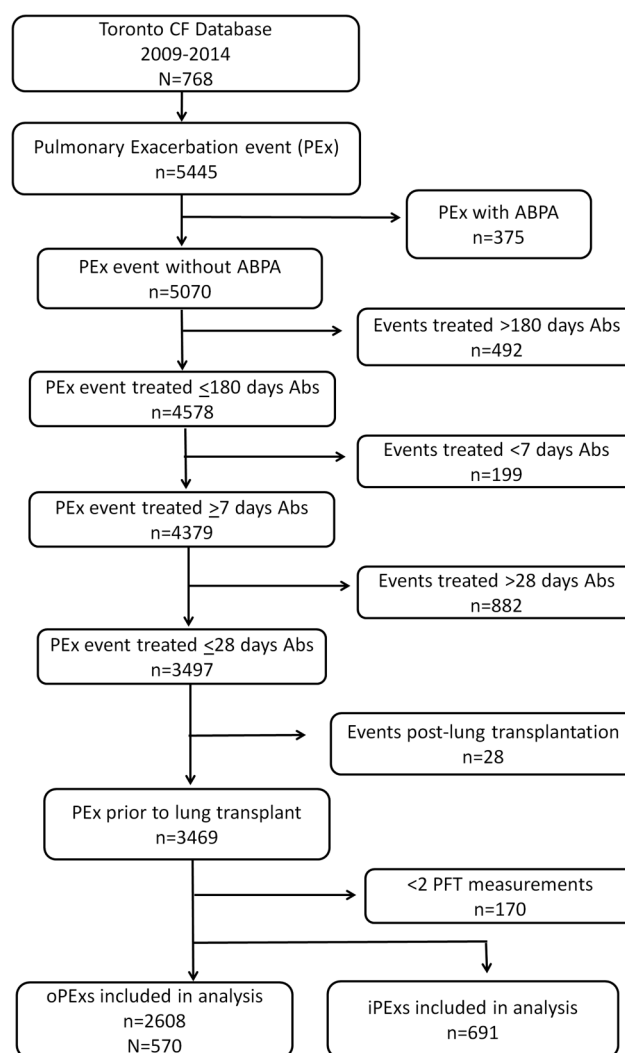 Toronto CF Database
2009-2014
N=768
Pulmonary Exacerbation event (PEx)
n=5445
PEx with ABPA
n=375
PEx event without ABPA
n=5070
Events treated >180 days Abs
n=492
PEx event treated ≤180 days Abs
n=4578
Events treated <7 days Abs
n=199
PEx event treated ≥7 days Abs
n=4379
Events treated >28 days Abs
n=882
PEx event treated ≤28 days Abs
n=3497
Events post-lung transplantation
n=28
PEx prior to lung transplant
n=3469
<2 PFT measurements
n=170
oPExs included in analysis
n=2608
N=570
iPExs included in analysis
n=691